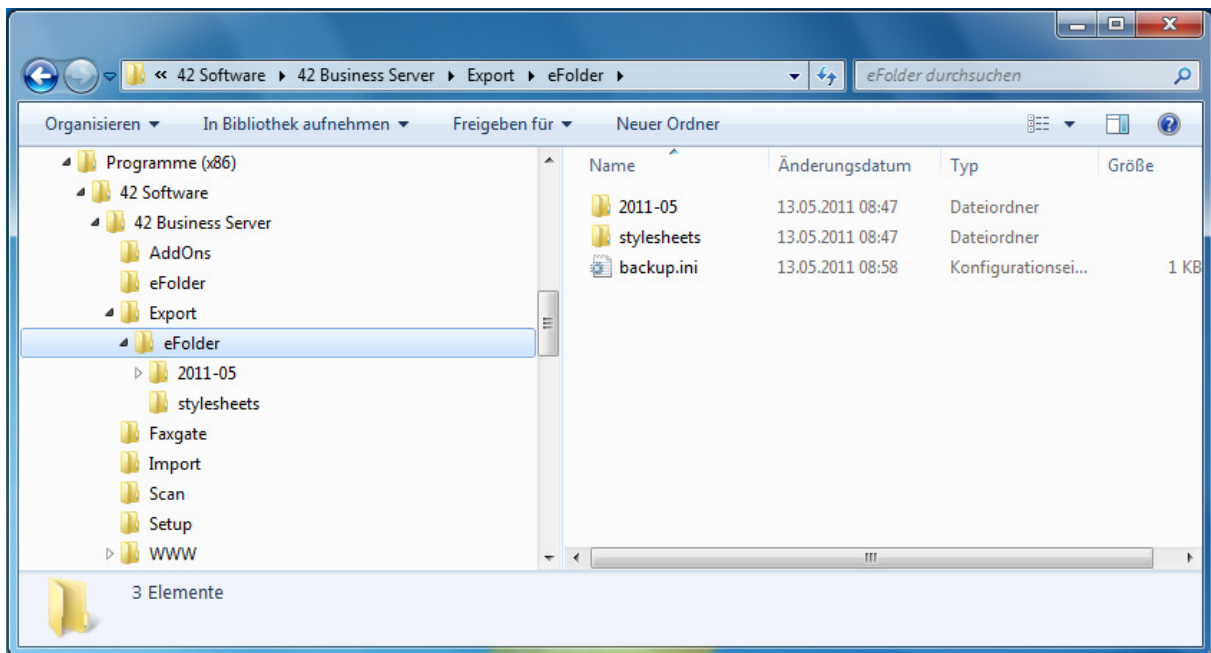 « 42 Software ▸ 42 Business Server ▸ Export ▸ eFolder ▸
eFolder durchsuchen
Organisieren ▾ In Bibliothek aufnehmen ▾ Freigeben für ▾ Neuer Ordner
Programme (x86)
42 Software
42 Business Server
AddOns
eFolder
Export
eFolder
2011-05
stylesheets
Faxgate
Import
Scan
Setup
WWW
Name Änderungsdatum Typ Größe
2011-05 13.05.2011 08:47 Dateiordner
stylesheets 13.05.2011 08:47 Dateiordner
backup.ini 13.05.2011 08:58 Konfigurationsei... 1 KB
3 Elemente